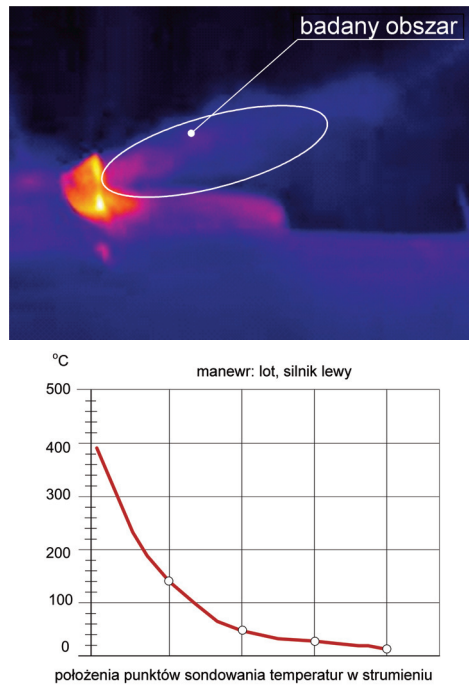 badany obszar
°C
manewr: lot, silnik lewy
500
400
300
200
100
0
położenia punktów sondowania temperatur w strumieniu